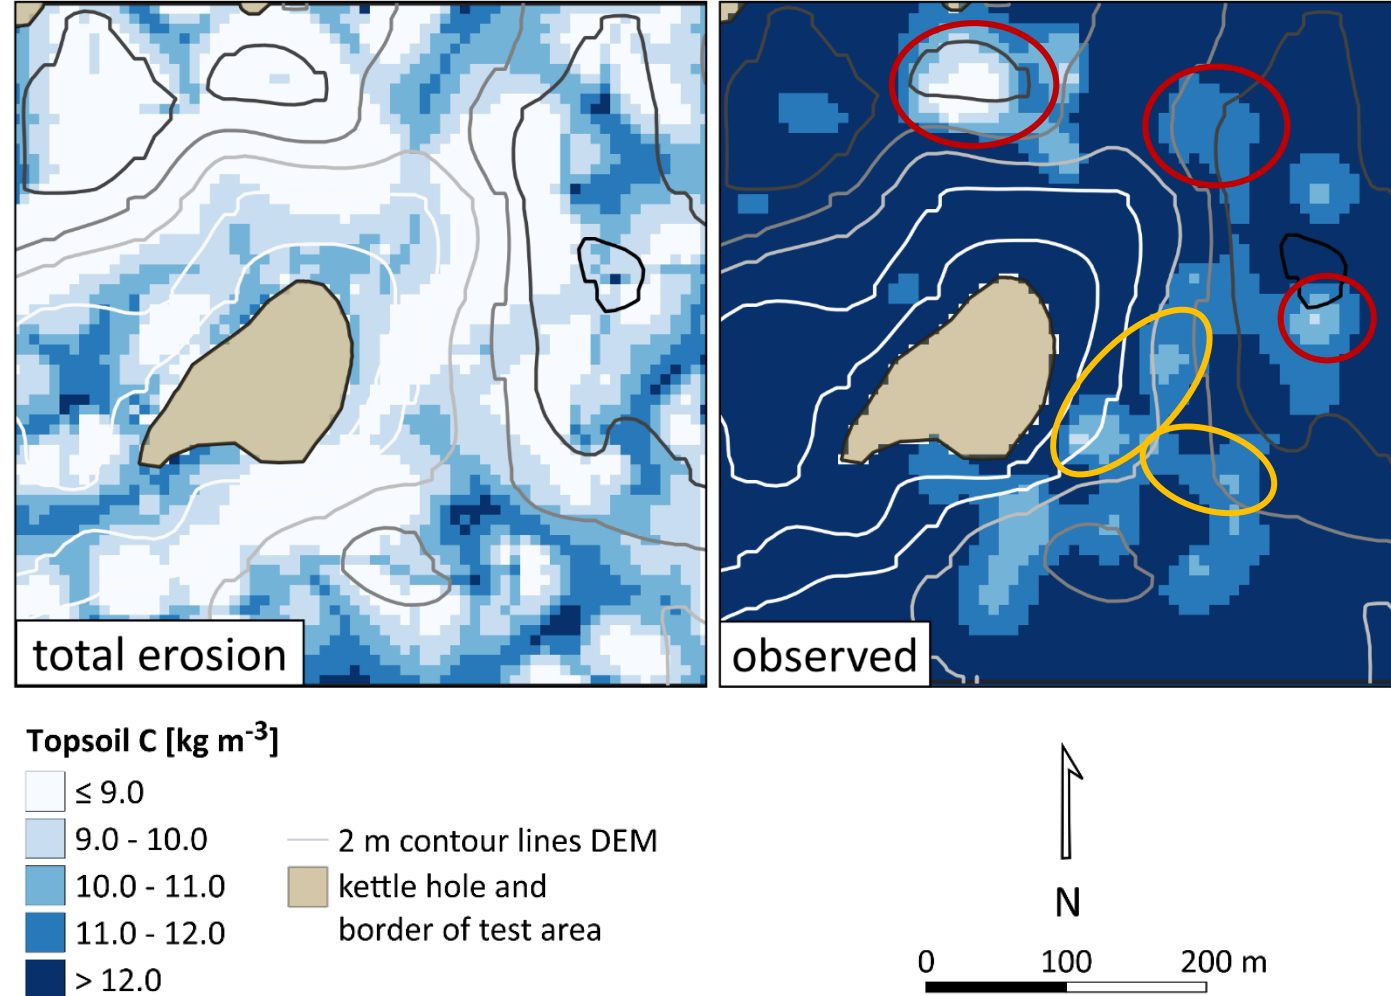 total erosion
observed
Topsoil C [kg m⁻³]
≤ 9.0
9.0 - 10.0
10.0 - 11.0
11.0 - 12.0
> 12.0
2 m contour lines DEM
kettle hole and
border of test area
N
0 100 200 m